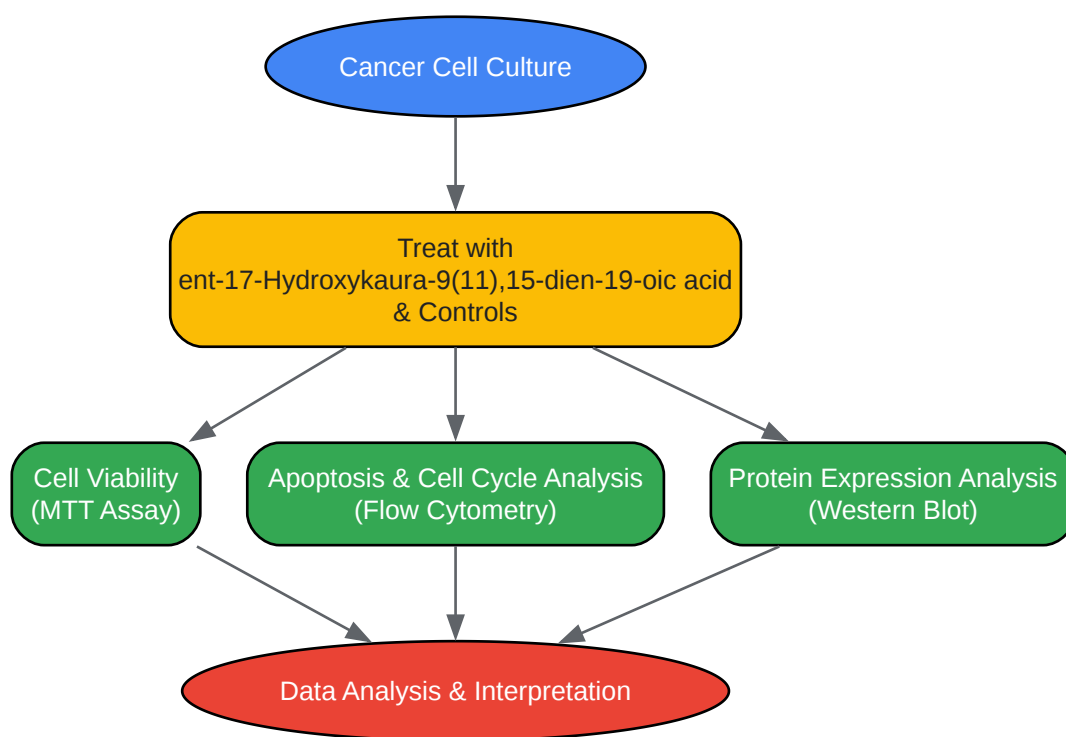 Cancer Cell Culture
Treat with
ent-17-Hydroxykaura-9(11),15-dien-19-oic acid
& Controls
Cell Viability
(MTT Assay)
Apoptosis & Cell Cycle Analysis
(Flow Cytometry)
Protein Expression Analysis
(Western Blot)
Data Analysis & Interpretation